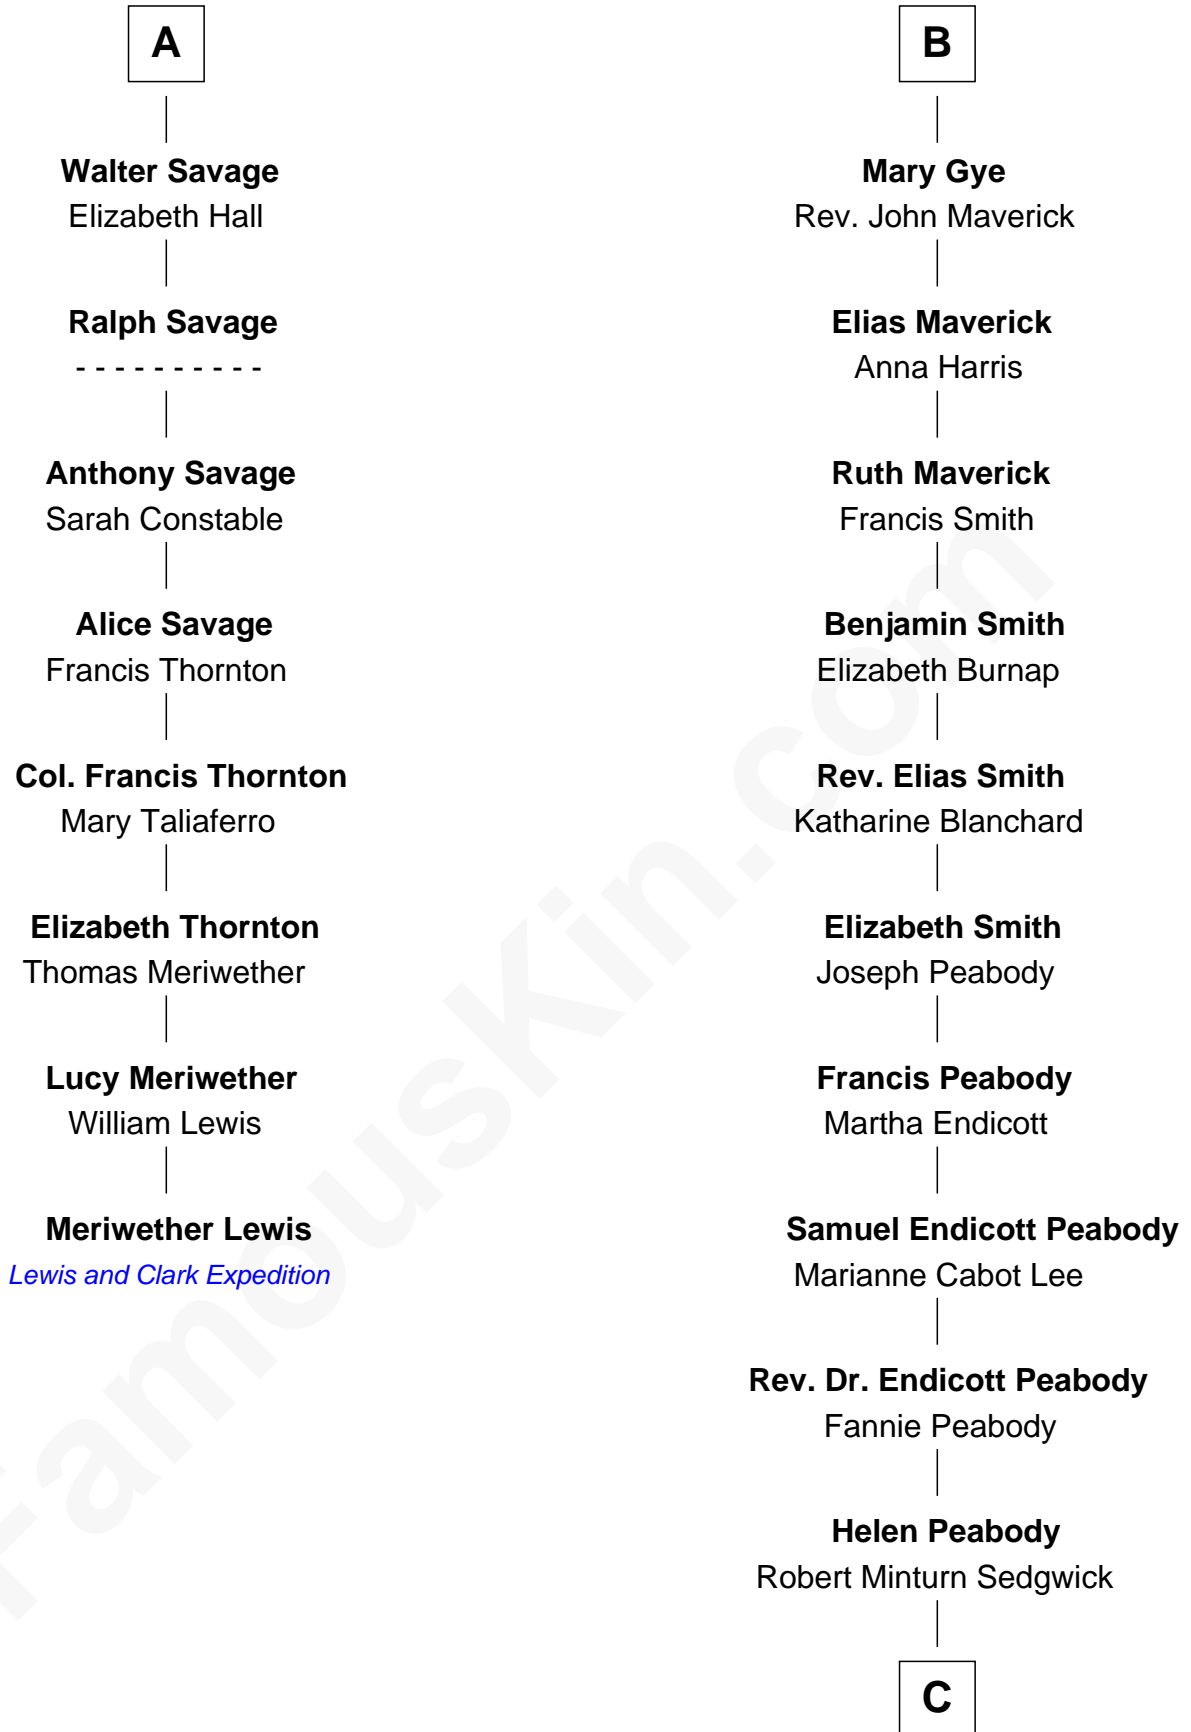 A
Walter Savage
Elizabeth Hall
Ralph Savage
- - - - - - - - - -
Anthony Savage
Sarah Constable
Alice Savage
Francis Thornton
Col. Francis Thornton
Mary Taliaferro
Elizabeth Thornton
Thomas Meriwether
Lucy Meriwether
William Lewis
Meriwether Lewis
Lewis and Clark Expedition
B
Mary Gye
Rev. John Maverick
Elias Maverick
Anna Harris
Ruth Maverick
Francis Smith
Benjamin Smith
Elizabeth Burnap
Rev. Elias Smith
Katharine Blanchard
Elizabeth Smith
Joseph Peabody
Francis Peabody
Martha Endicott
Samuel Endicott Peabody
Marianne Cabot Lee
Rev. Dr. Endicott Peabody
Fannie Peabody
Helen Peabody
Robert Minturn Sedgwick
C
FamousKin.com